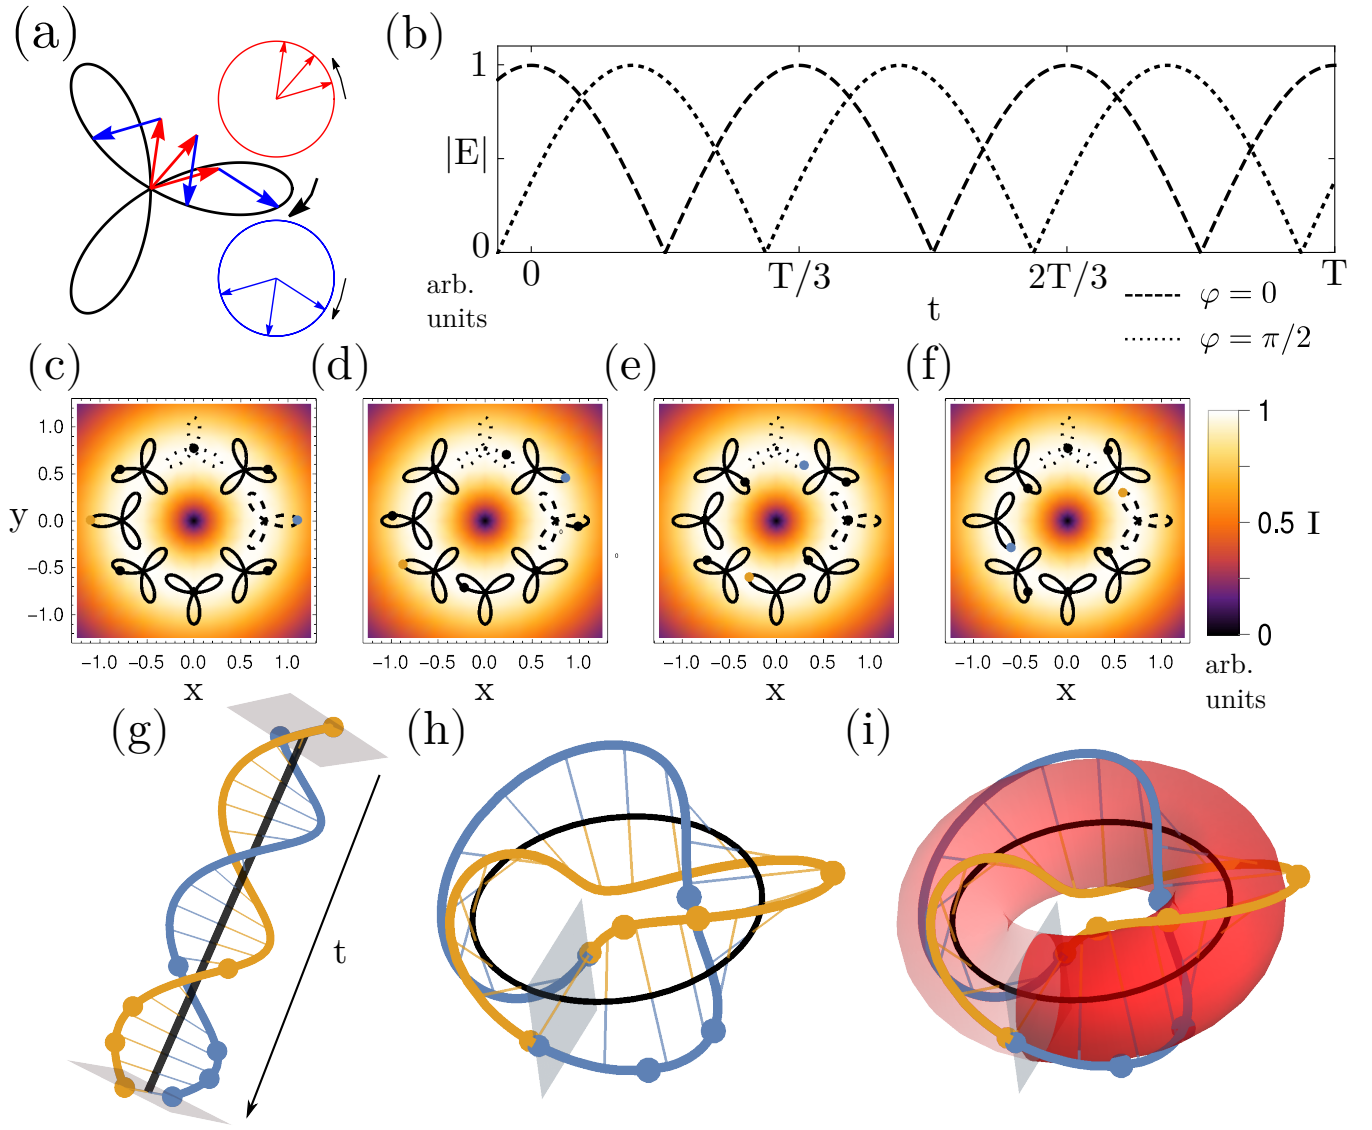 (a)
(b)
1
|E|
0
0
T/3
2T/3
T
arb.
units
t
φ = 0
φ = π/2
(c)
(d)
(e)
(f)
y
1.0
0.5
0.0
−0.5
−1.0
−1.0 −0.5 0.0 0.5 1.0
−1.0 −0.5 0.0 0.5 1.0
−1.0 −0.5 0.0 0.5 1.0
−1.0 −0.5 0.0 0.5 1.0
x
x
x
x
1
0.5
0
I
arb.
units
(g)
t
(h)
(i)